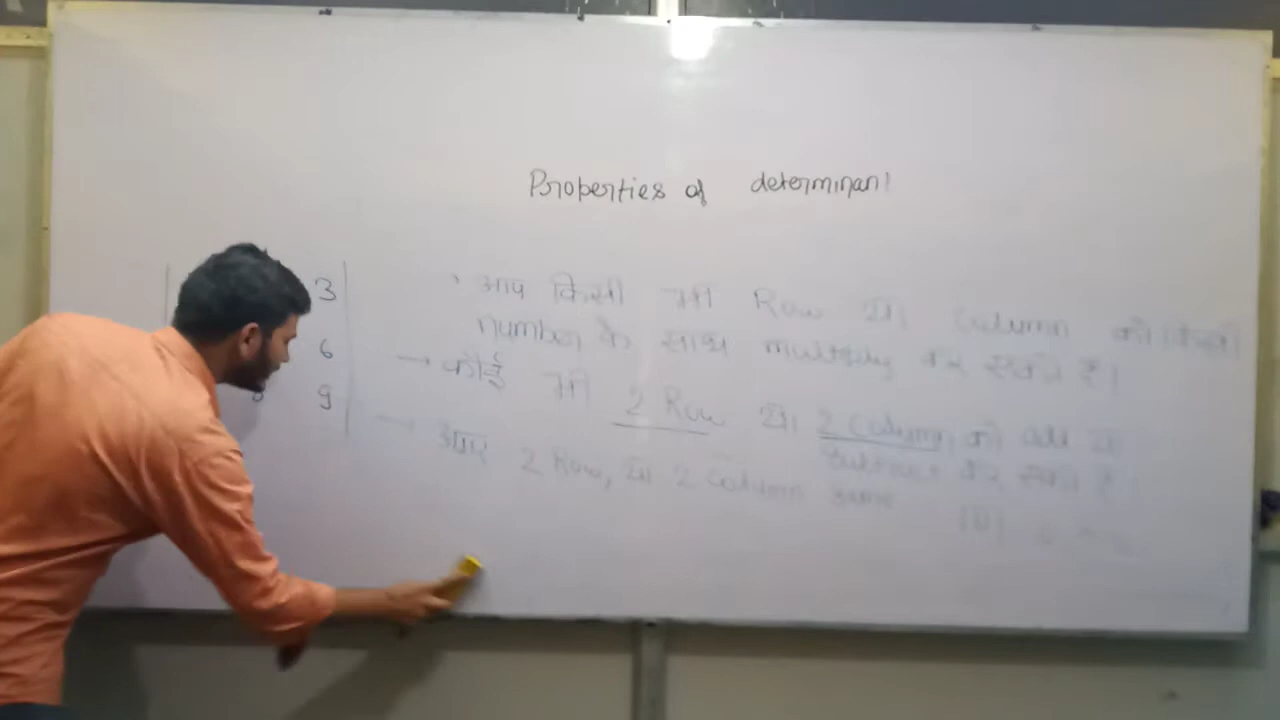 Properties of determinant
3
6
9
आप किसी भी Row या Column को किसी
number के साथ multiply कर सकते है।
→ कोई भी 2 Row या 2 Column को add या
subtract कर सकते है
→ अगर 2 Row, या 2 Column same